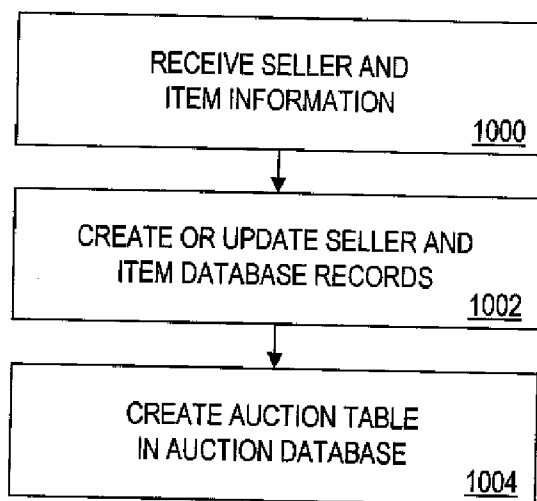 RECEIVE SELLER AND
ITEM INFORMATION
1000
CREATE OR UPDATE SELLER AND
ITEM DATABASE RECORDS
1002
CREATE AUCTION TABLE
IN AUCTION DATABASE
1004